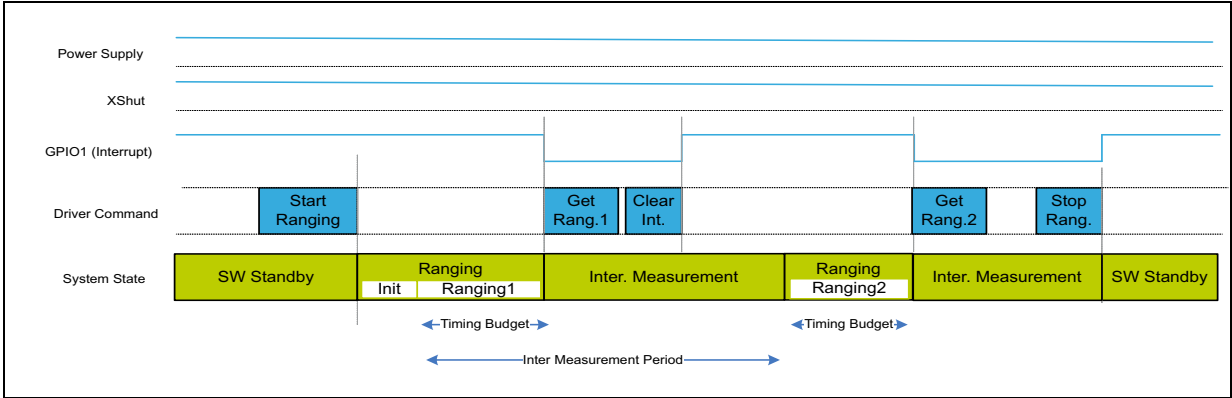 Power Supply
XShut
GPIO1 (Interrupt)
Driver Command
Start
Ranging
Get
Rang.1
Clear
Int.
Get
Rang.2
Stop
Rang.
System State
SW Standby
Ranging
Init
Ranging1
Inter. Measurement
Ranging
Ranging2
Inter. Measurement
SW Standby
Timing Budget
Timing Budget
Inter Measurement Period